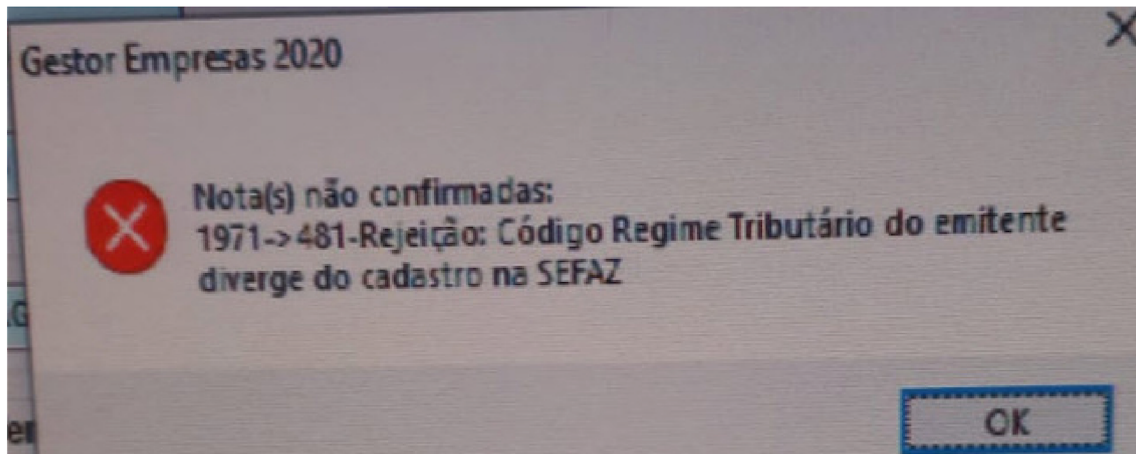 Gestor Empresas 2020
Nota(s) não confirmadas:
1971->481-Rejeição: Código Regime Tributário do emitente
diverge do cadastro na SEFAZ
OK